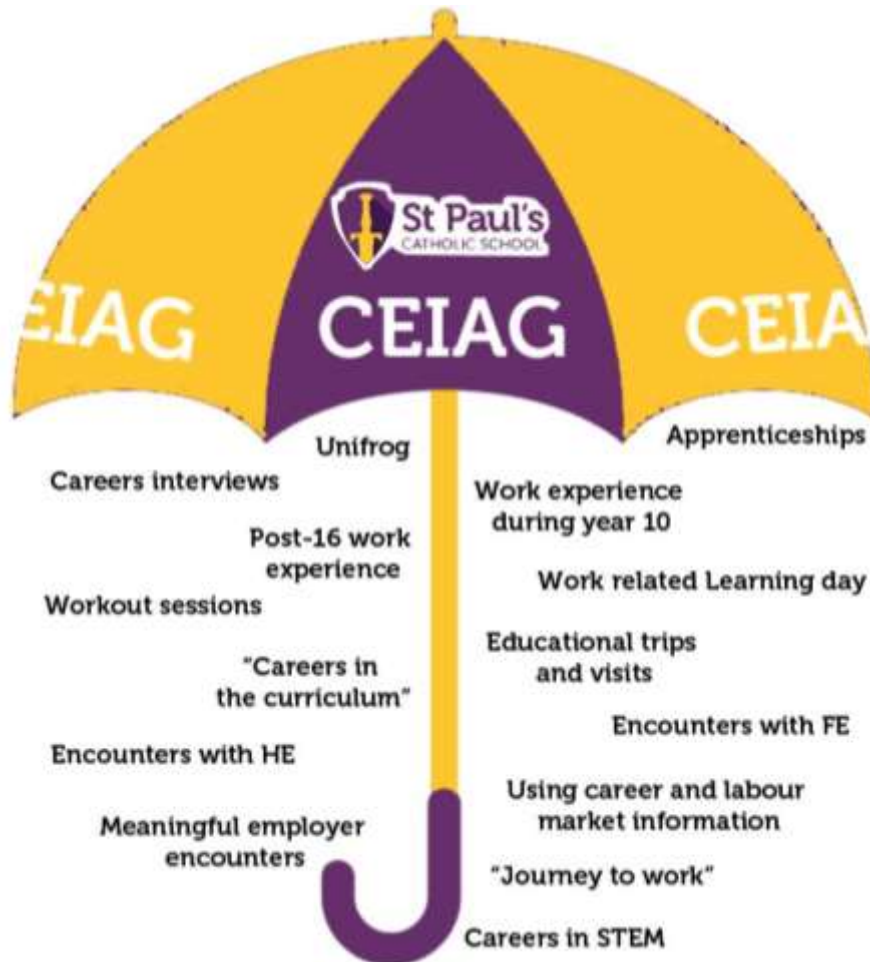 St Paul's
CATHOLIC SCHOOL
EIAG
CEIAG
CEIA
Unifrog
Apprenticeships
Careers interviews
Work experience
during year 10
Post-16 work
experience
Work related Learning day
Workout sessions
Educational trips
and visits
"Careers in
the curriculum"
Encounters with FE
Encounters with HE
Using career and labour
market information
Meaningful employer
encounters
"Journey to work"
Careers in STEM